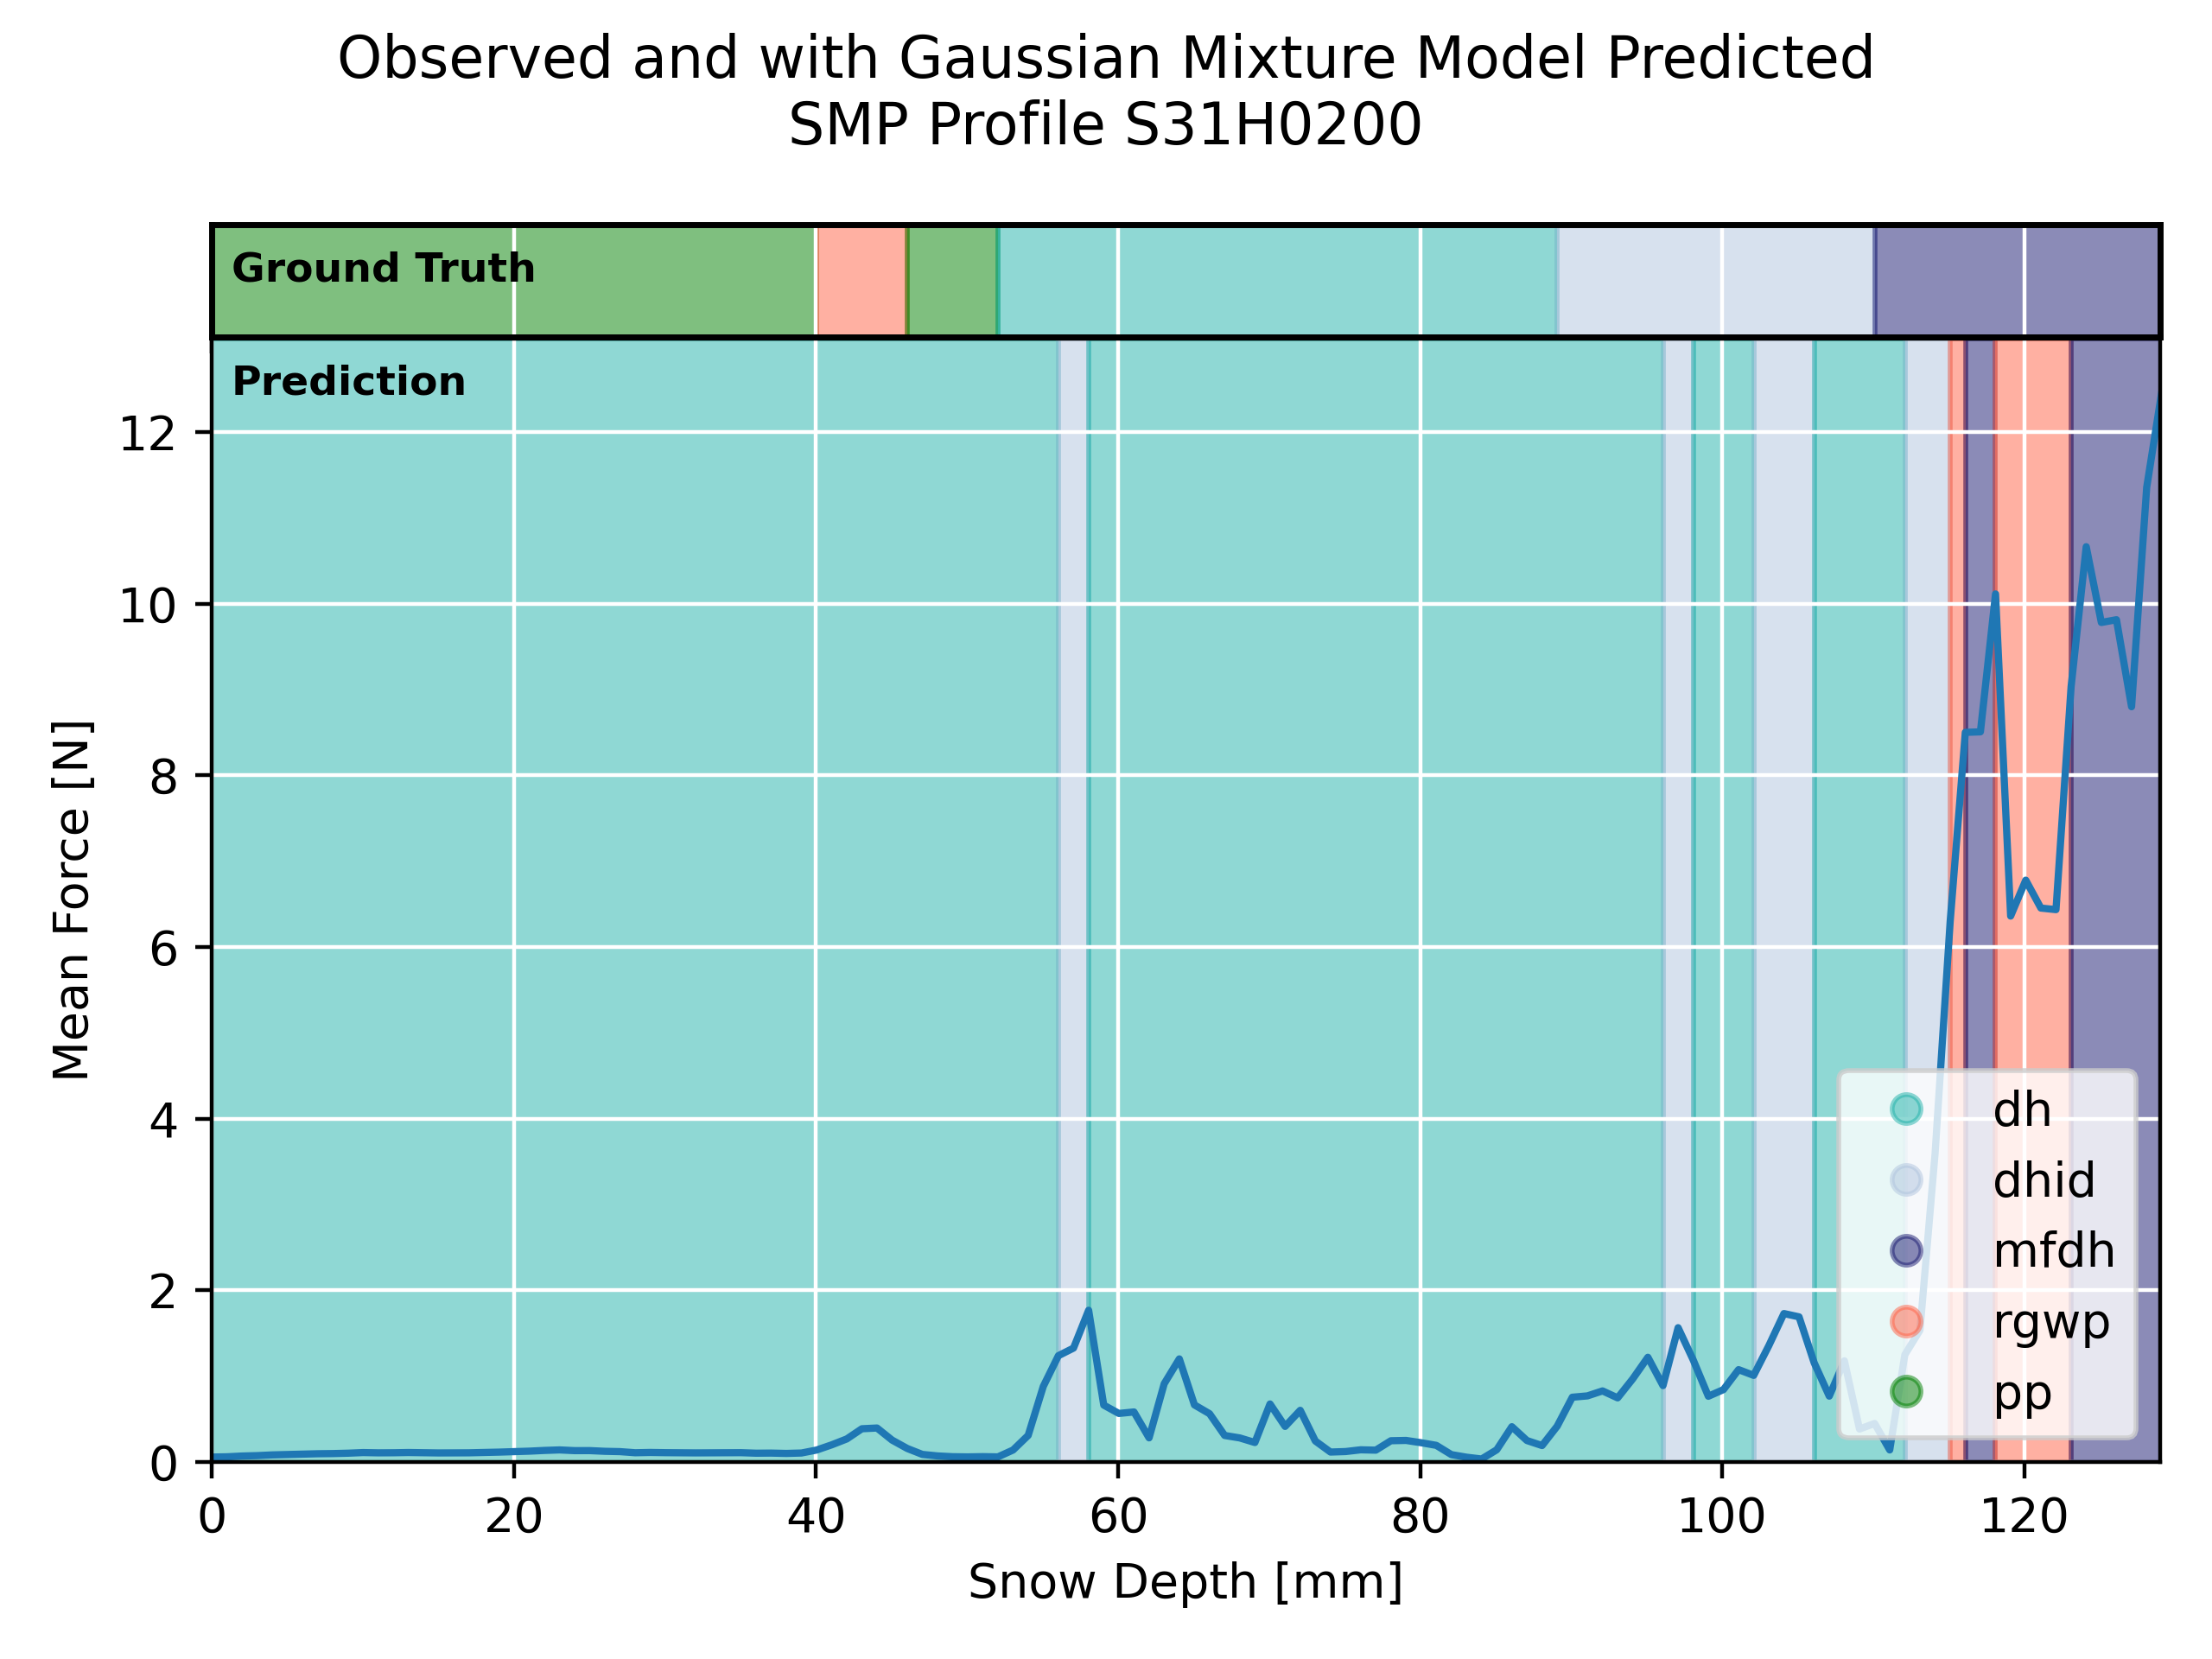 Observed and with Gaussian Mixture Model Predicted
SMP Profile S31H0200
Ground Truth
Prediction
12
10
8
6
4
2
0
Mean Force [N]
dh
dhid
mfdh
rgwp
pp
0 20 40 60 80 100 120
Snow Depth [mm]